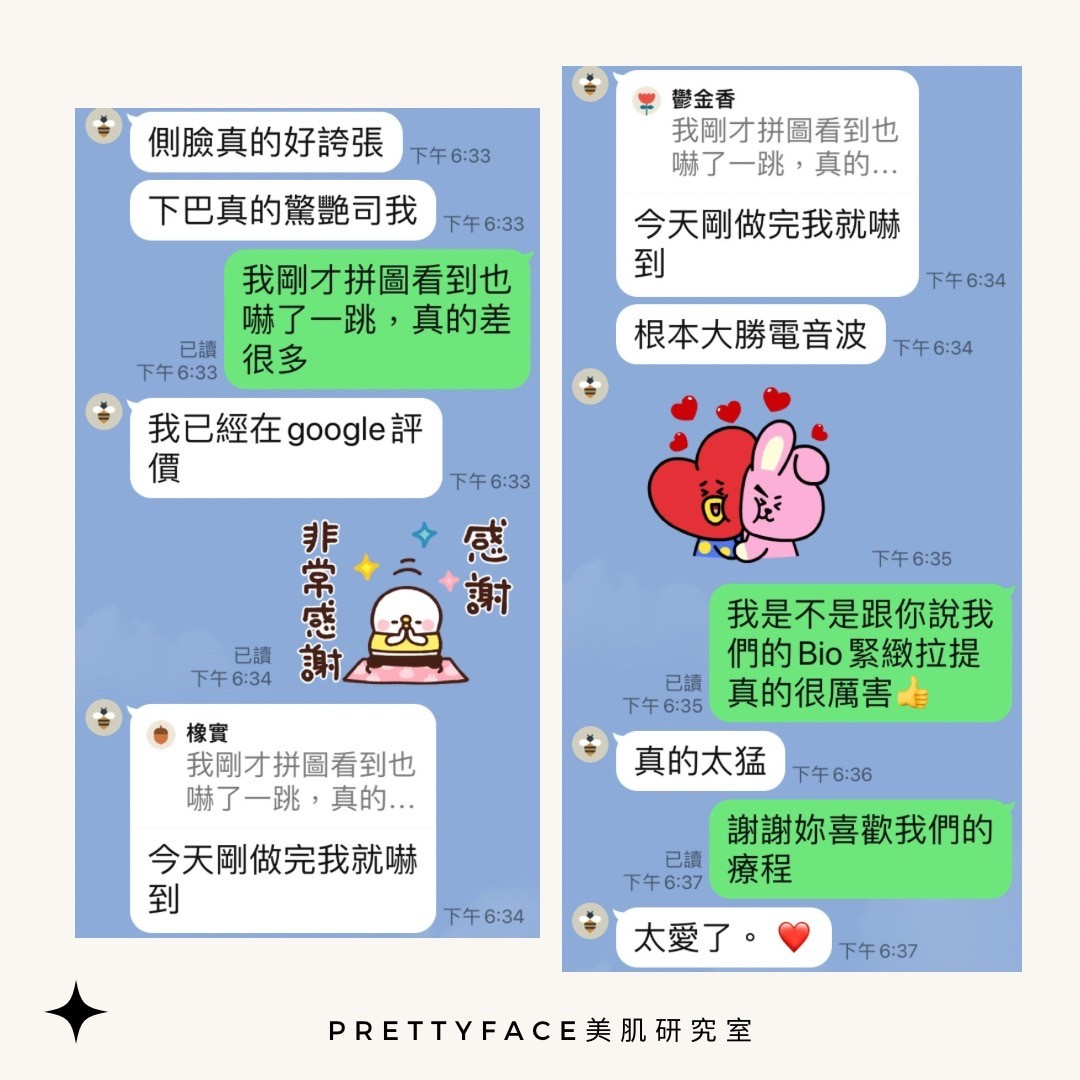 側臉真的好誇張
下午 6:33
下巴真的驚艷司我
下午 6:33
我剛才拼圖看到也
嚇了一跳，真的差
很多
已讀
下午 6:33
我已經在google評
價
下午 6:33
非常感謝
感謝
已讀
下午 6:34
橡實
我剛才拼圖看到也
嚇了一跳，真的...
今天剛做完我就嚇
到
下午 6:34
鬱金香
我剛才拼圖看到也
嚇了一跳，真的...
今天剛做完我就嚇
到
下午 6:34
根本大勝電音波
下午 6:34
下午 6:35
我是不是跟你說我
們的Bio緊緻拉提
真的很厲害👍
已讀
下午 6:35
真的太猛
下午 6:36
謝謝妳喜歡我們的
療程
已讀
下午 6:37
太愛了。❤️
下午 6:37
PRETTYFACE美肌研究室